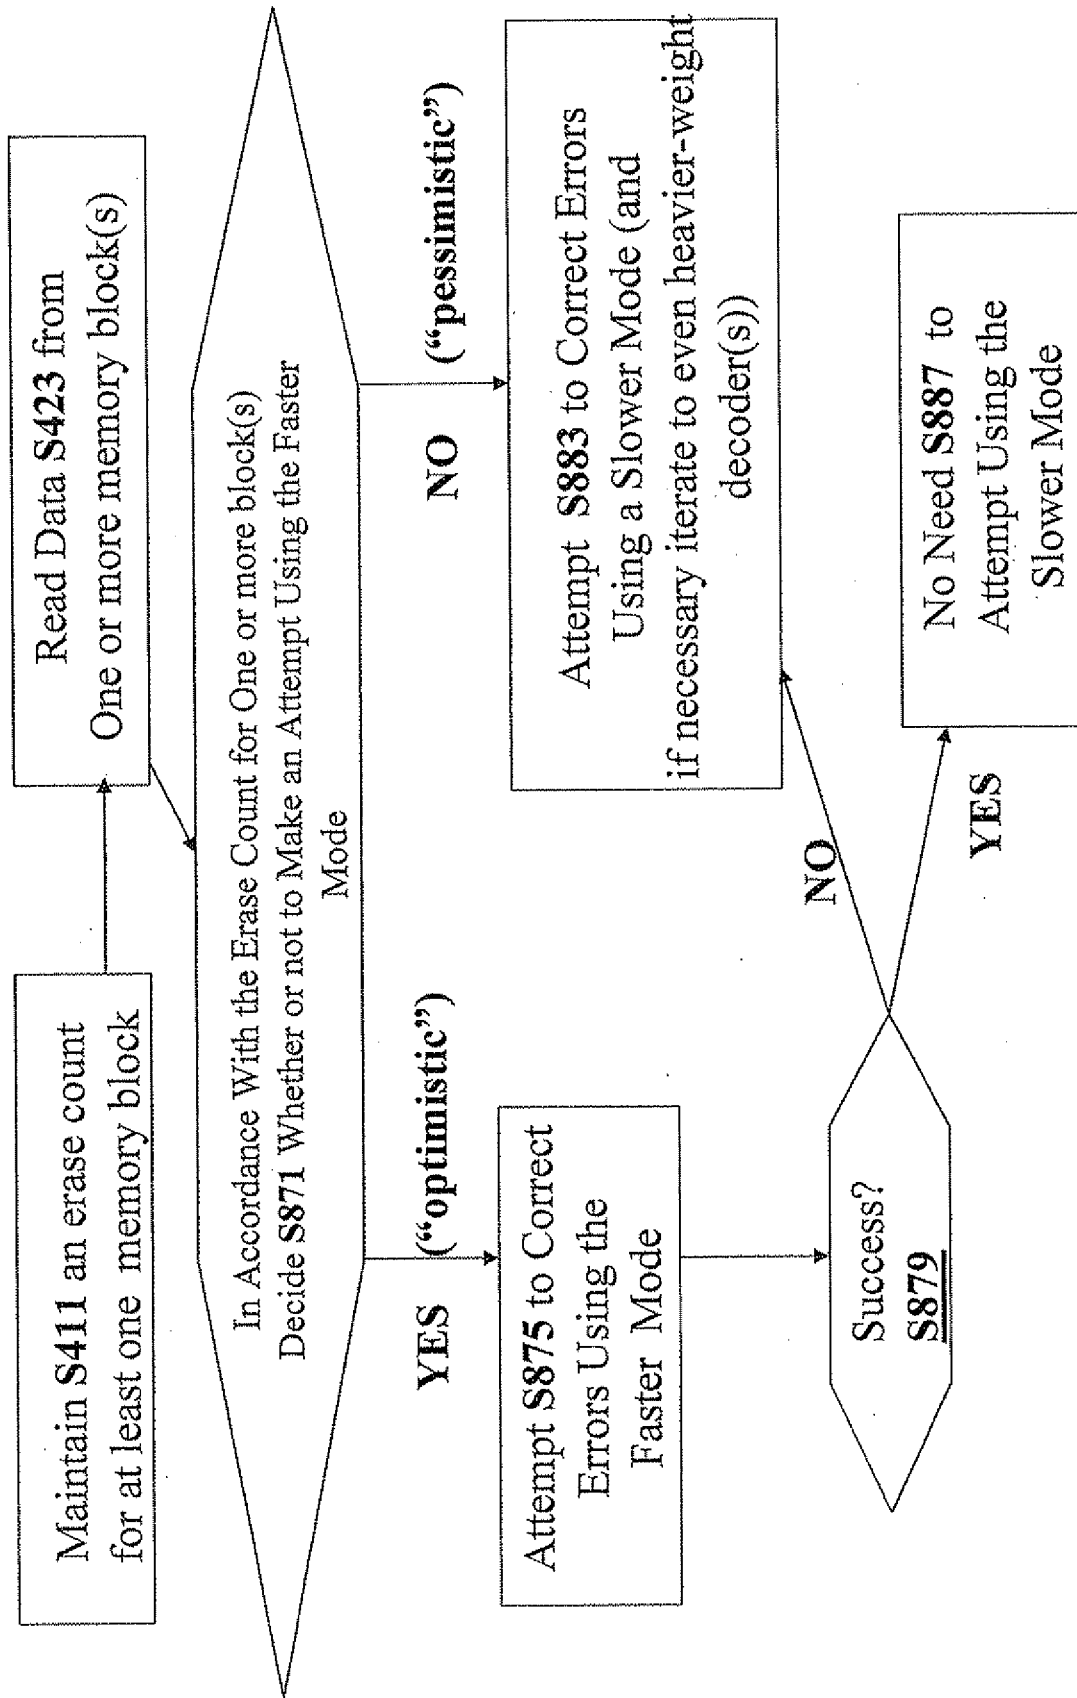 Maintain S411 an erase count
for at least one memory block
Read Data S423 from
One or more memory block(s)
In Accordance With the Erase Count for One or more block(s)
Decide S871 Whether or not to Make an Attempt Using the Faster
Mode
YES
("optimistic")
NO
("pessimistic")
Attempt S875 to Correct
Errors Using the
Faster Mode
Attempt S883 to Correct Errors
Using a Slower Mode (and
if necessary iterate to even heavier-weight
decoder(s))
Success?
S879
NO
YES
No Need S887 to
Attempt Using the
Slower Mode